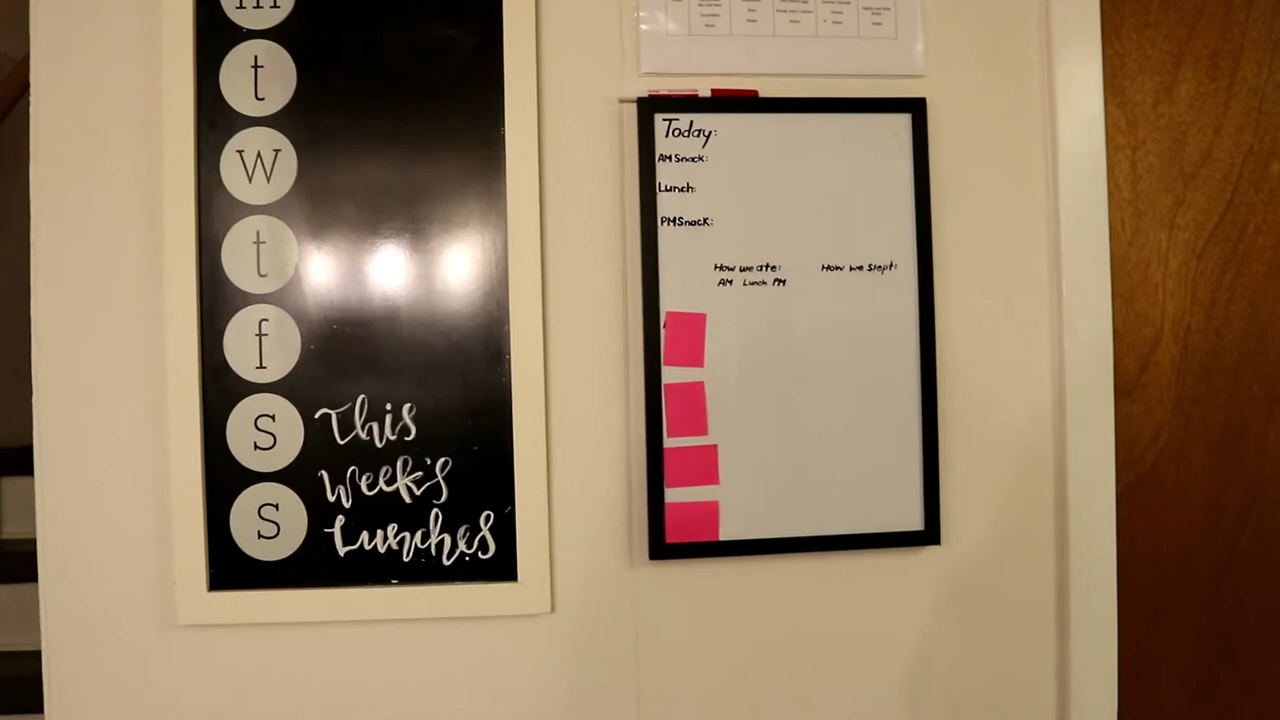 m
t
w
t
f
s
s
This
Week's
Lunches
Today:
AM Snack:
Lunch:
PM Snack:
How we ate:
How we slept:
AM Lunch PM